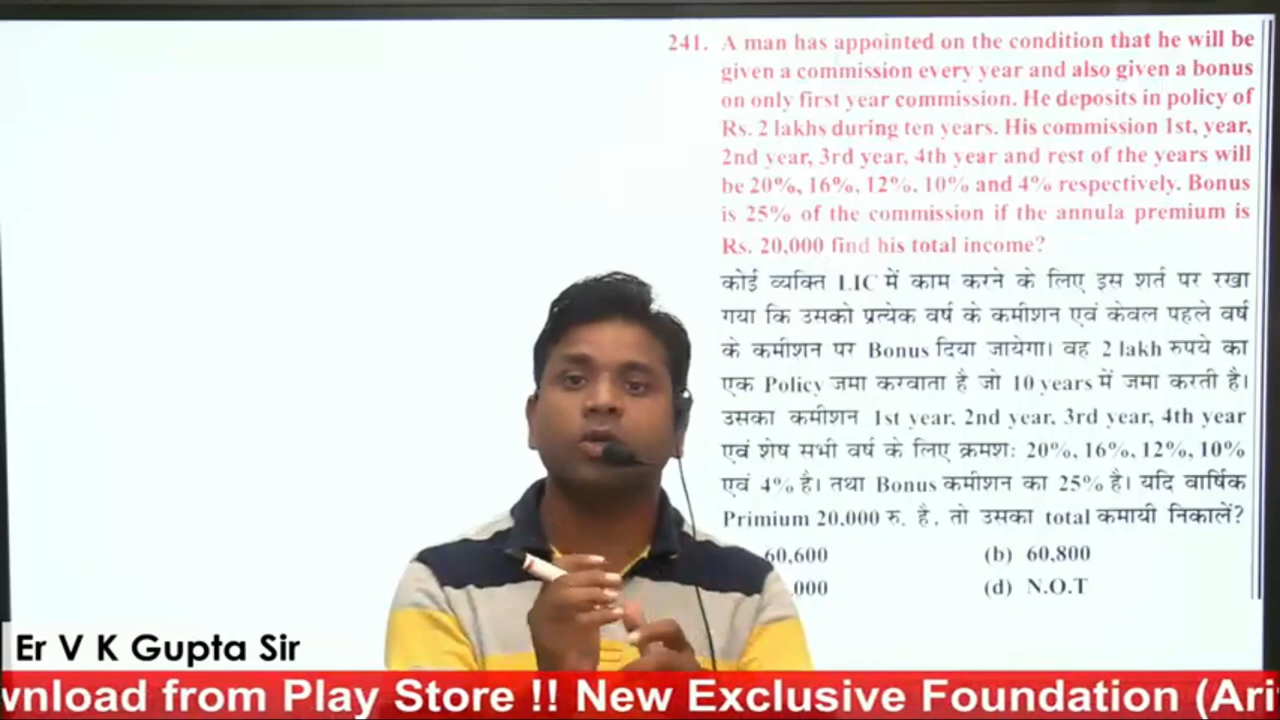 241. A man has appointed on the condition that he will be
given a commission every year and also given a bonus
on only first year commission. He deposits in policy of
Rs. 2 lakhs during ten years. His commission 1st, year,
2nd year, 3rd year, 4th year and rest of the years will
be 20%, 16%, 12%, 10% and 4% respectively. Bonus
is 25% of the commission if the annula premium is
Rs. 20,000 find his total income?
कोई व्यक्ति LIC में काम करने के लिए इस शर्त पर रखा
गया कि उसको प्रत्येक वर्ष के कमीशन एवं केवल पहले वर्ष
के कमीशन पर Bonus दिया जायेगा। वह 2 lakh रुपये का
एक Policy जमा करवाता है जो 10 years में जमा करती है।
उसका कमीशन 1st year, 2nd year, 3rd year, 4th year
एवं शेष सभी वर्ष के लिए क्रमश: 20%, 16%, 12%, 10%
एवं 4% है। तथा Bonus कमीशन का 25% है। यदि वार्षिक
Primium 20,000 रु. है, तो उसका total कमायी निकालें?
60,600 (b) 60,800
,000 (d) N.O.T
Er V K Gupta Sir
wnload from Play Store !! New Exclusive Foundation (Ari